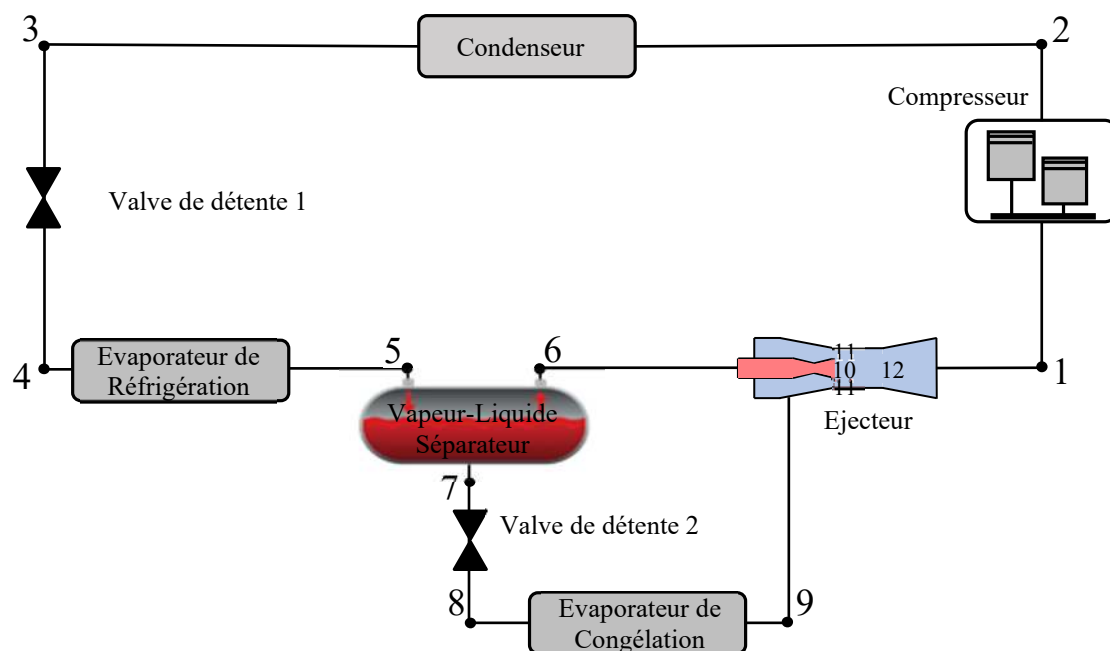 3
Condenseur
2
Compresseur
Valve de détente 1
4
Evaporateur de
Réfrigération
5
6
11
10
12
11
1
Ejecteur
Vapeur-Liquide
Séparateur
7
Valve de détente 2
8
Evaporateur de
Congélation
9